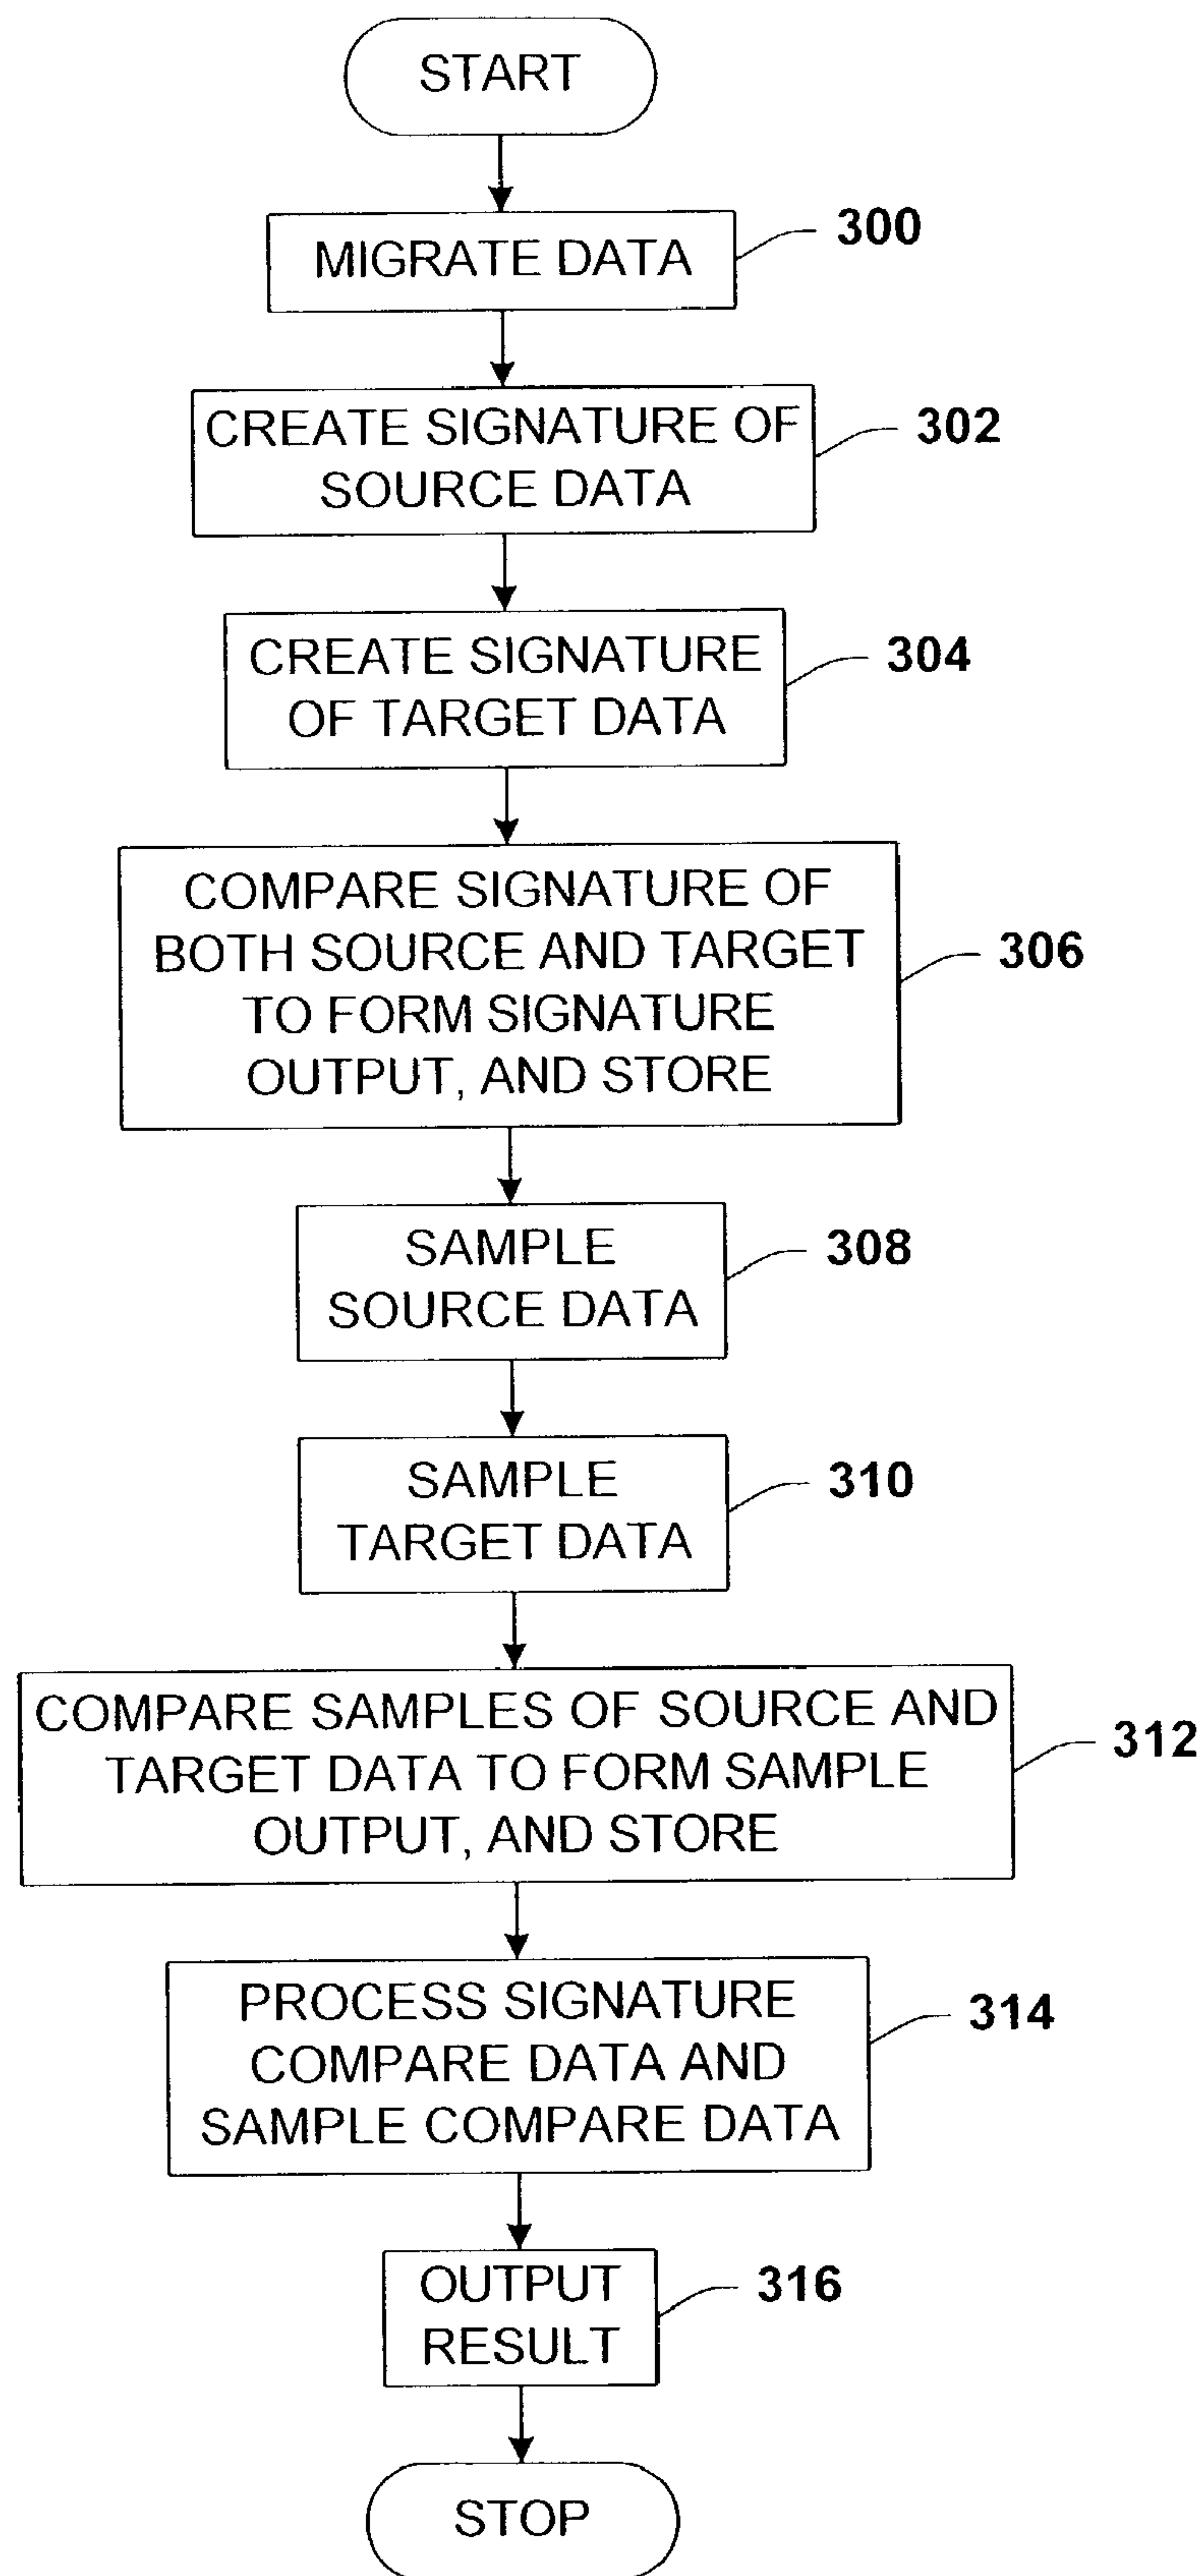 START
MIGRATE DATA
300
CREATE SIGNATURE OF
SOURCE DATA
302
CREATE SIGNATURE
OF TARGET DATA
304
COMPARE SIGNATURE OF
BOTH SOURCE AND TARGET
TO FORM SIGNATURE
OUTPUT, AND STORE
306
SAMPLE
SOURCE DATA
308
SAMPLE
TARGET DATA
310
COMPARE SAMPLES OF SOURCE AND
TARGET DATA TO FORM SAMPLE
OUTPUT, AND STORE
312
PROCESS SIGNATURE
COMPARE DATA AND
SAMPLE COMPARE DATA
314
OUTPUT
RESULT
316
STOP